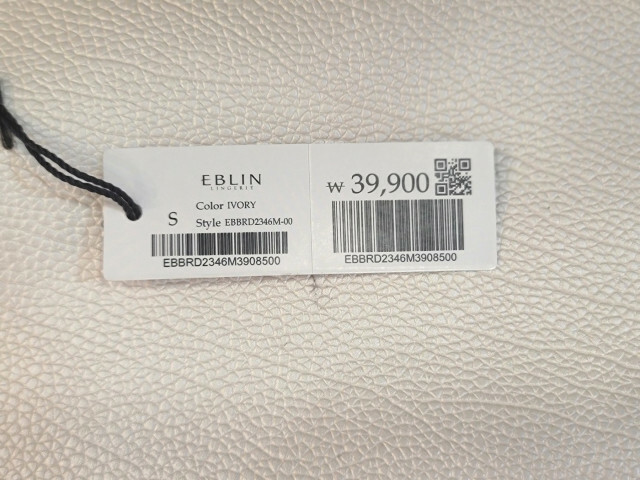 EBLIN
LINGERIE
S
Color IVORY
Style EBBRD2346M-00
EBBRD2346M3908500
₩ 39,900
EBBRD2346M3908500